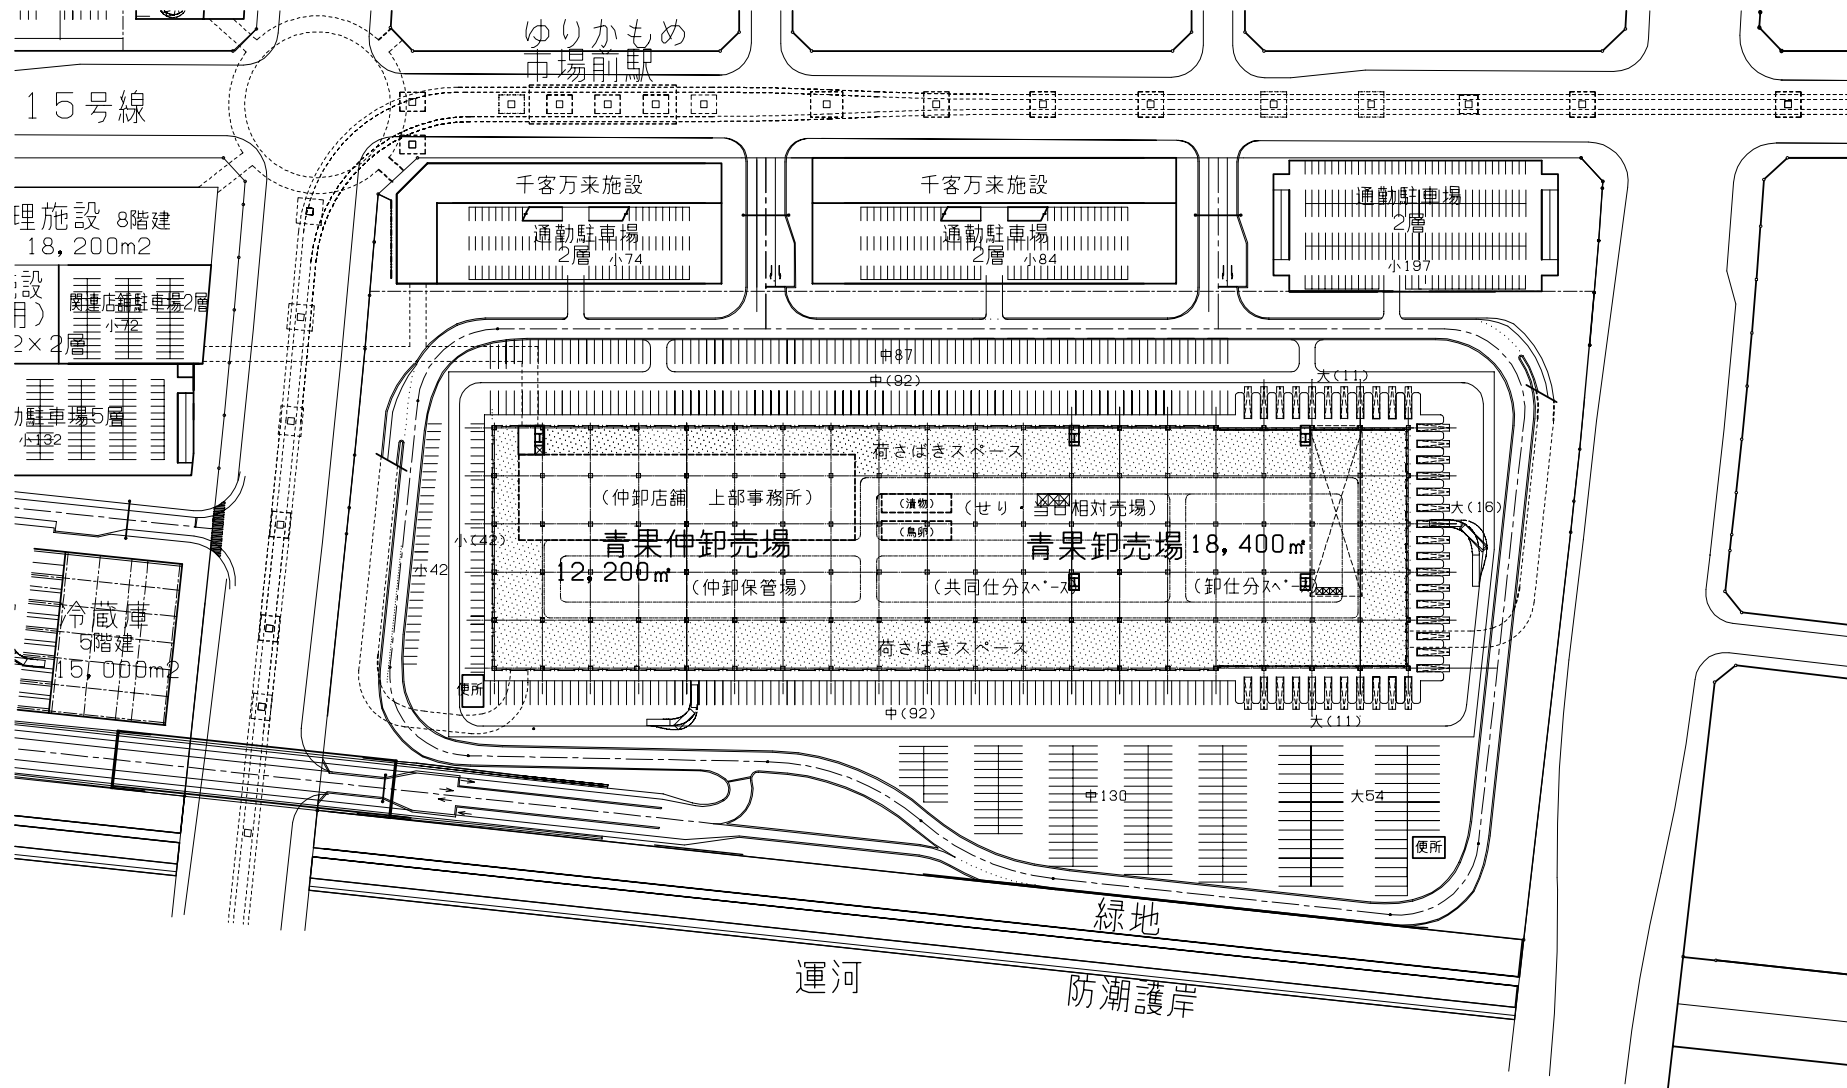 ゆりかもめ
市場前駅
15号線
千客万来施設
千客万来施設
通勤駐車場
2層
小197
通勤駐車場
2層 小74
通勤駐車場
2層 小84
理施設 8階建
18,200m2
設
関連店舗駐車場2層
小72
2×2層
駐車場5層
小132
中87
中(92)
大(11)
荷さばきスペース
(仲卸店舗 上部事務所)
(漬物)
(せり・当日相対売場)
大(16)
(鳥卵)
小(42)
青果仲卸売場
12,200㎡
青果卸売場18,400㎡
小42
(仲卸保管場)
(共同仕分スペース)
(卸仕分スペース
冷蔵庫
5階建
15,000m2
荷さばきスペース
便所
中(92)
大(11)
中130
大54
便所
緑地
運河
防潮護岸